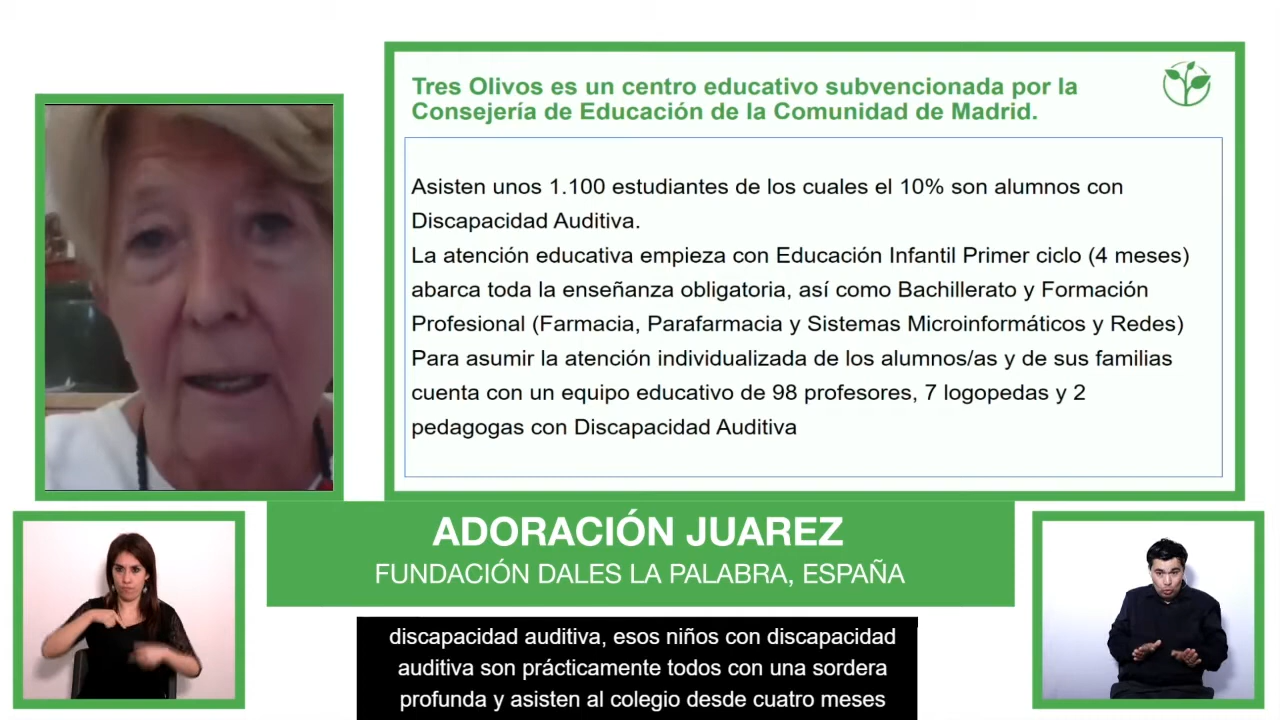 Tres Olivos es un centro educativo subvencionada por la
Consejería de Educación de la Comunidad de Madrid.
Asisten unos 1.100 estudiantes de los cuales el 10% son alumnos con
Discapacidad Auditiva.
La atención educativa empieza con Educación Infantil Primer ciclo (4 meses)
abarca toda la enseñanza obligatoria, así como Bachillerato y Formación
Profesional (Farmacia, Parafarmacia y Sistemas Microinformáticos y Redes)
Para asumir la atención individualizada de los alumnos/as y de sus familias
cuenta con un equipo educativo de 98 profesores, 7 logopedas y 2
pedagogas con Discapacidad Auditiva
ADORACIÓN JUAREZ
FUNDACIÓN DALES LA PALABRA, ESPAÑA
discapacidad auditiva, esos niños con discapacidad
auditiva son prácticamente todos con una sordera
profunda y asisten al colegio desde cuatro meses